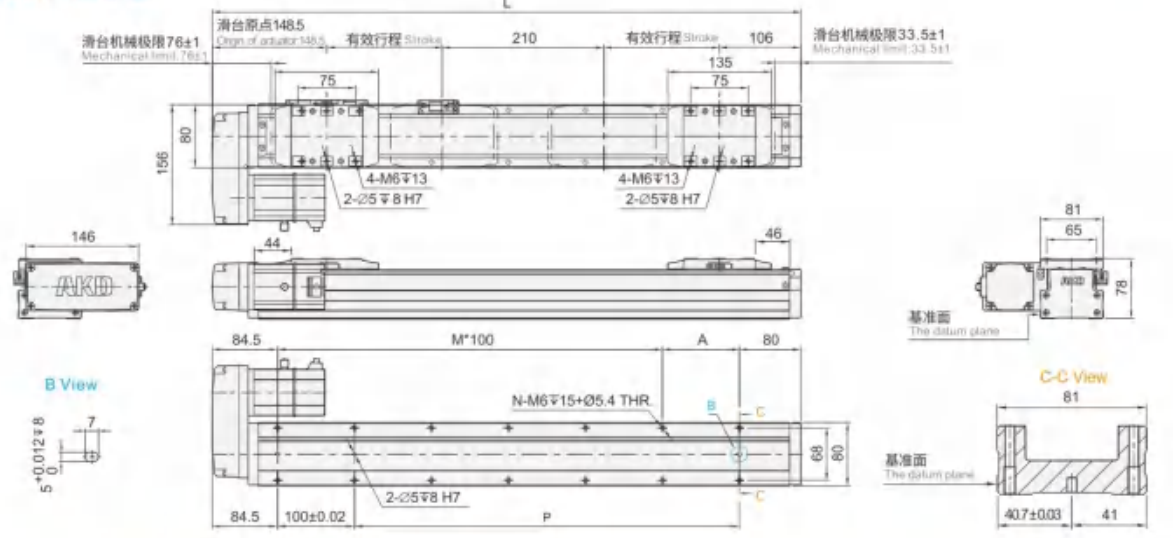 L
滑台原点148.5
Origin of actuator:148.5
有效行程 Stroke
210
有效行程 Stroke
106
滑台机械极限76±1
Mechanical limit:76±1
滑台机械极限33.5±1
Mechanical limit:33.5±1
75
135
75
156
80
4-M6↧13
2-∅5↧8 H7
4-M6↧13
2-∅5↧8 H7
146
AKD
44
46
81
65
AKD
78
基准面
The datum plane
84.5
M*100
A
80
B View
7
5 +0.012 0 ↧8
N-M6↧15+Ø5.4 THR.
B
C
68
80
C
2-∅5↧8 H7
84.5
100±0.02
P
C-C View
81
基准面
The datum plane
40.7±0.03
41